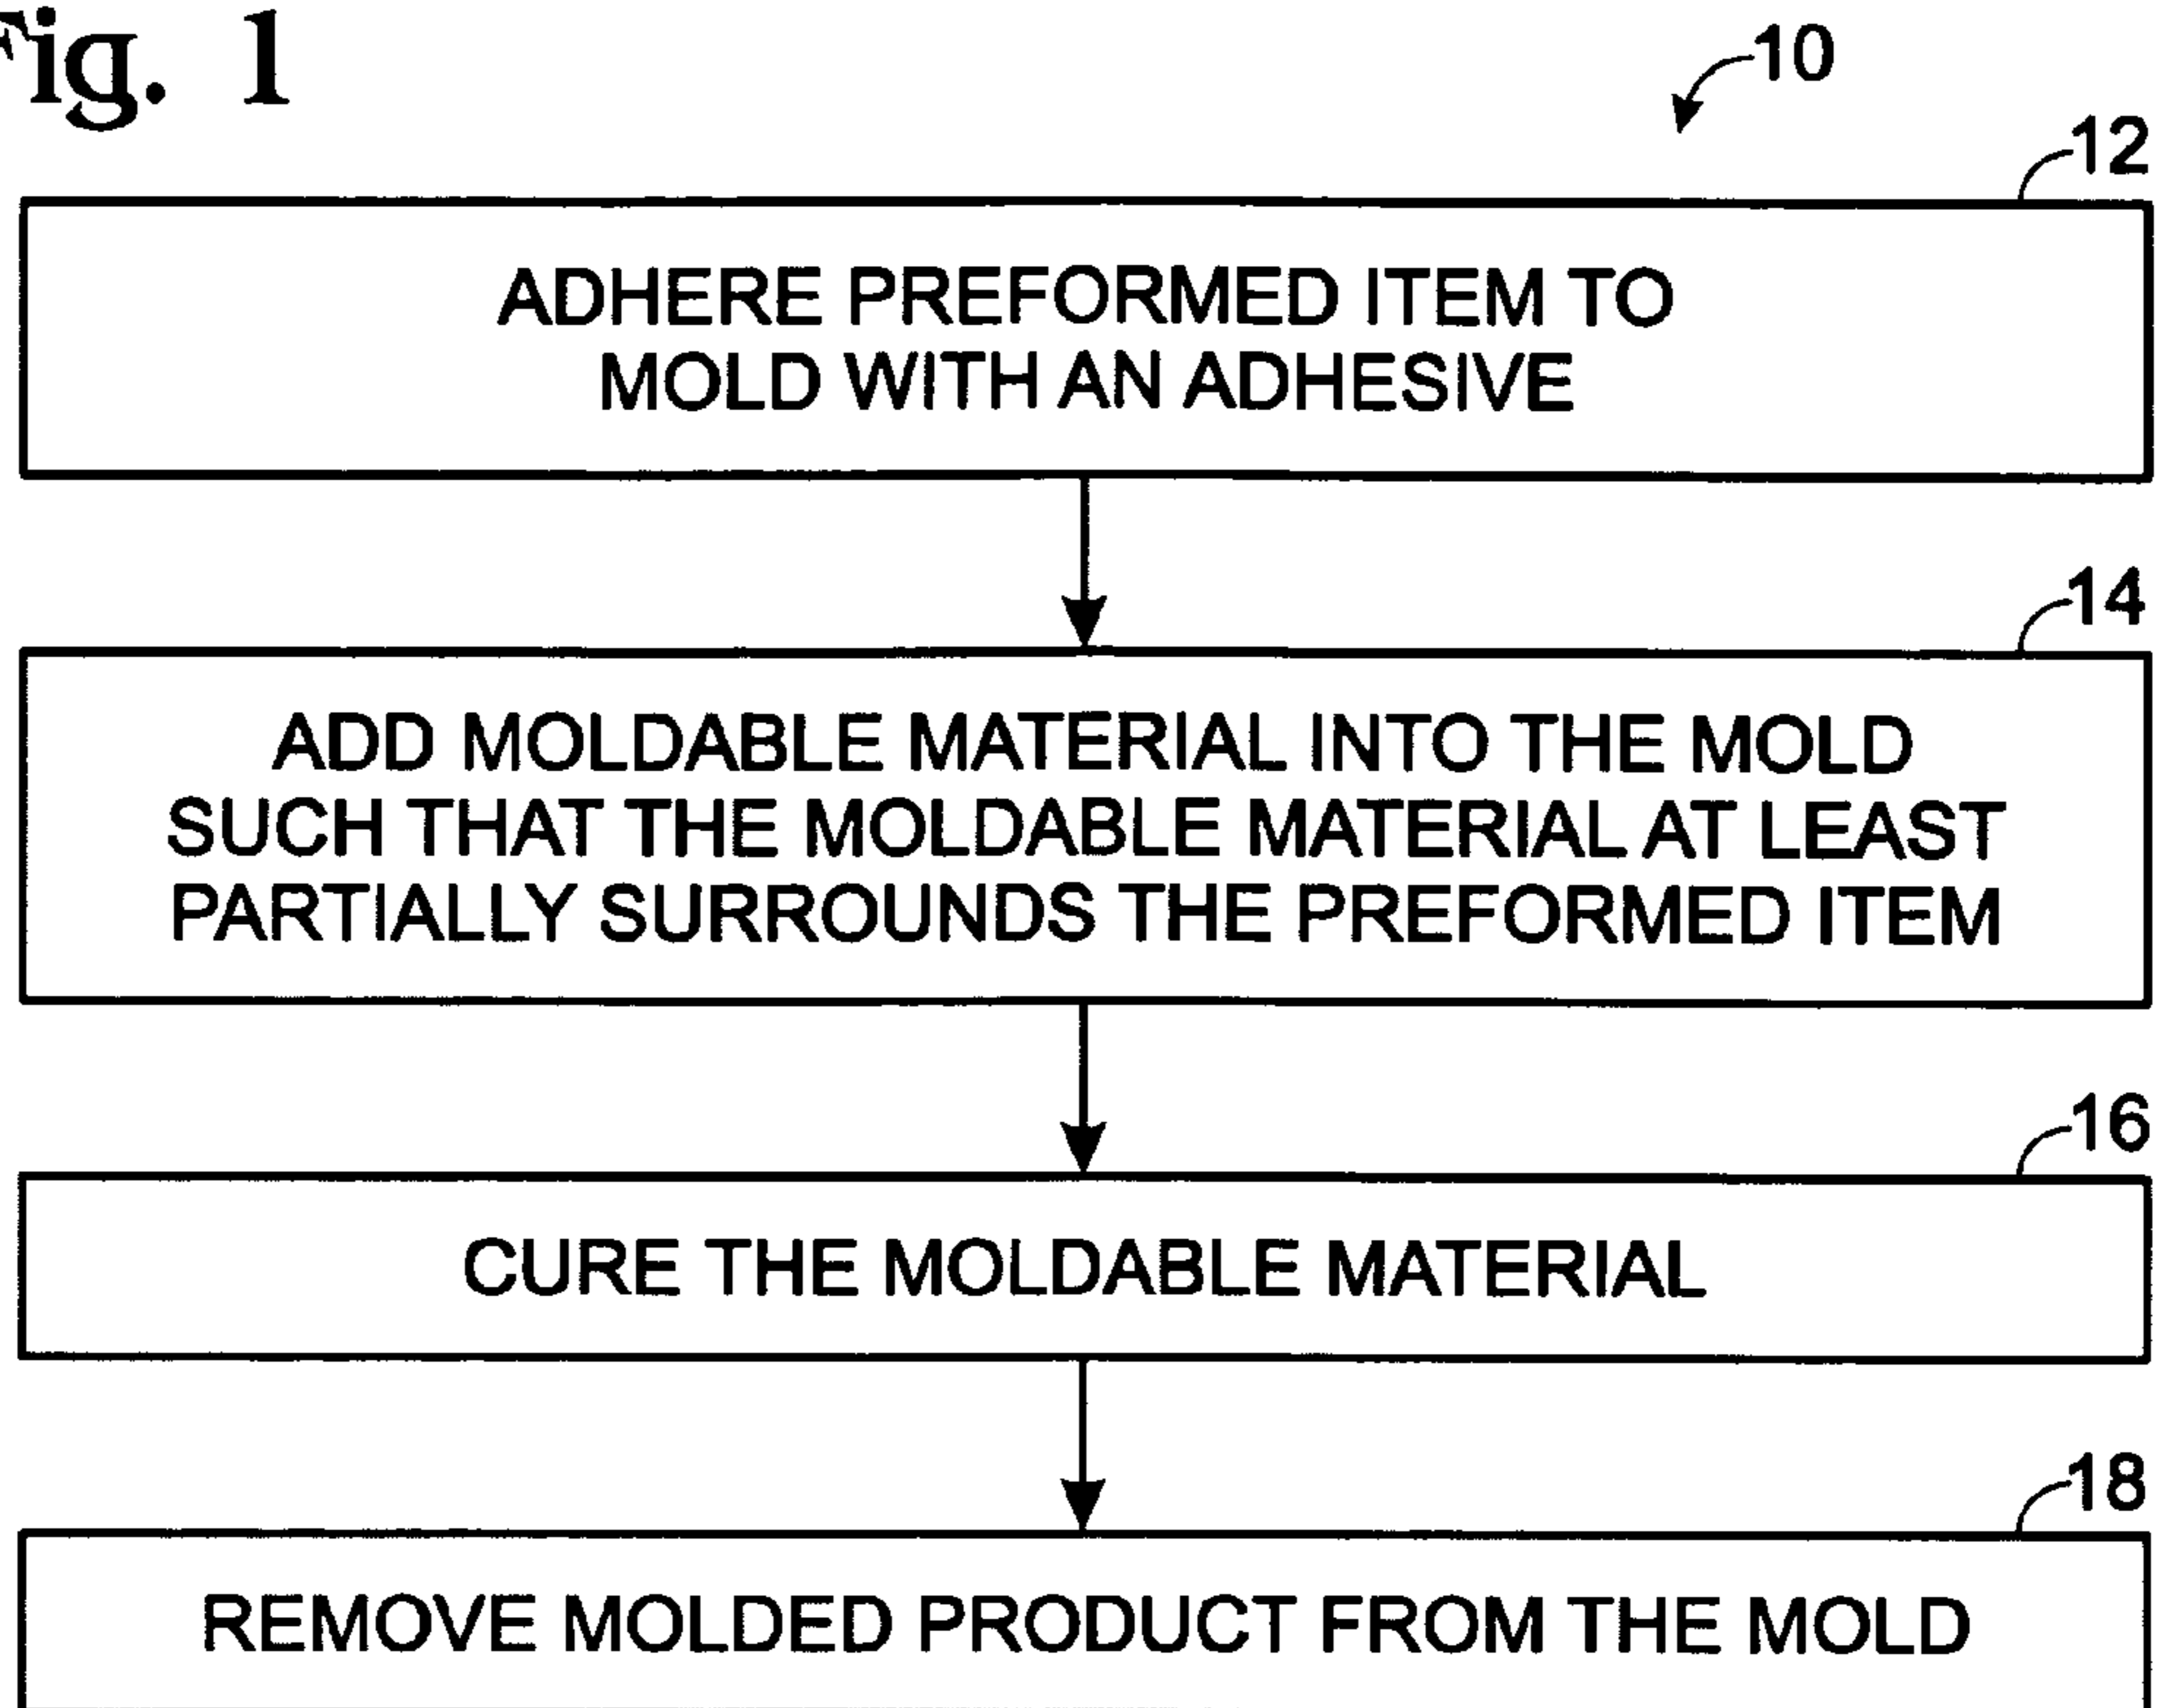 Fig. 1
10
12
ADHERE PREFORMED ITEM TO
MOLD WITH AN ADHESIVE
14
ADD MOLDABLE MATERIAL INTO THE MOLD
SUCH THAT THE MOLDABLE MATERIAL AT LEAST
PARTIALLY SURROUNDS THE PREFORMED ITEM
16
CURE THE MOLDABLE MATERIAL
18
REMOVE MOLDED PRODUCT FROM THE MOLD